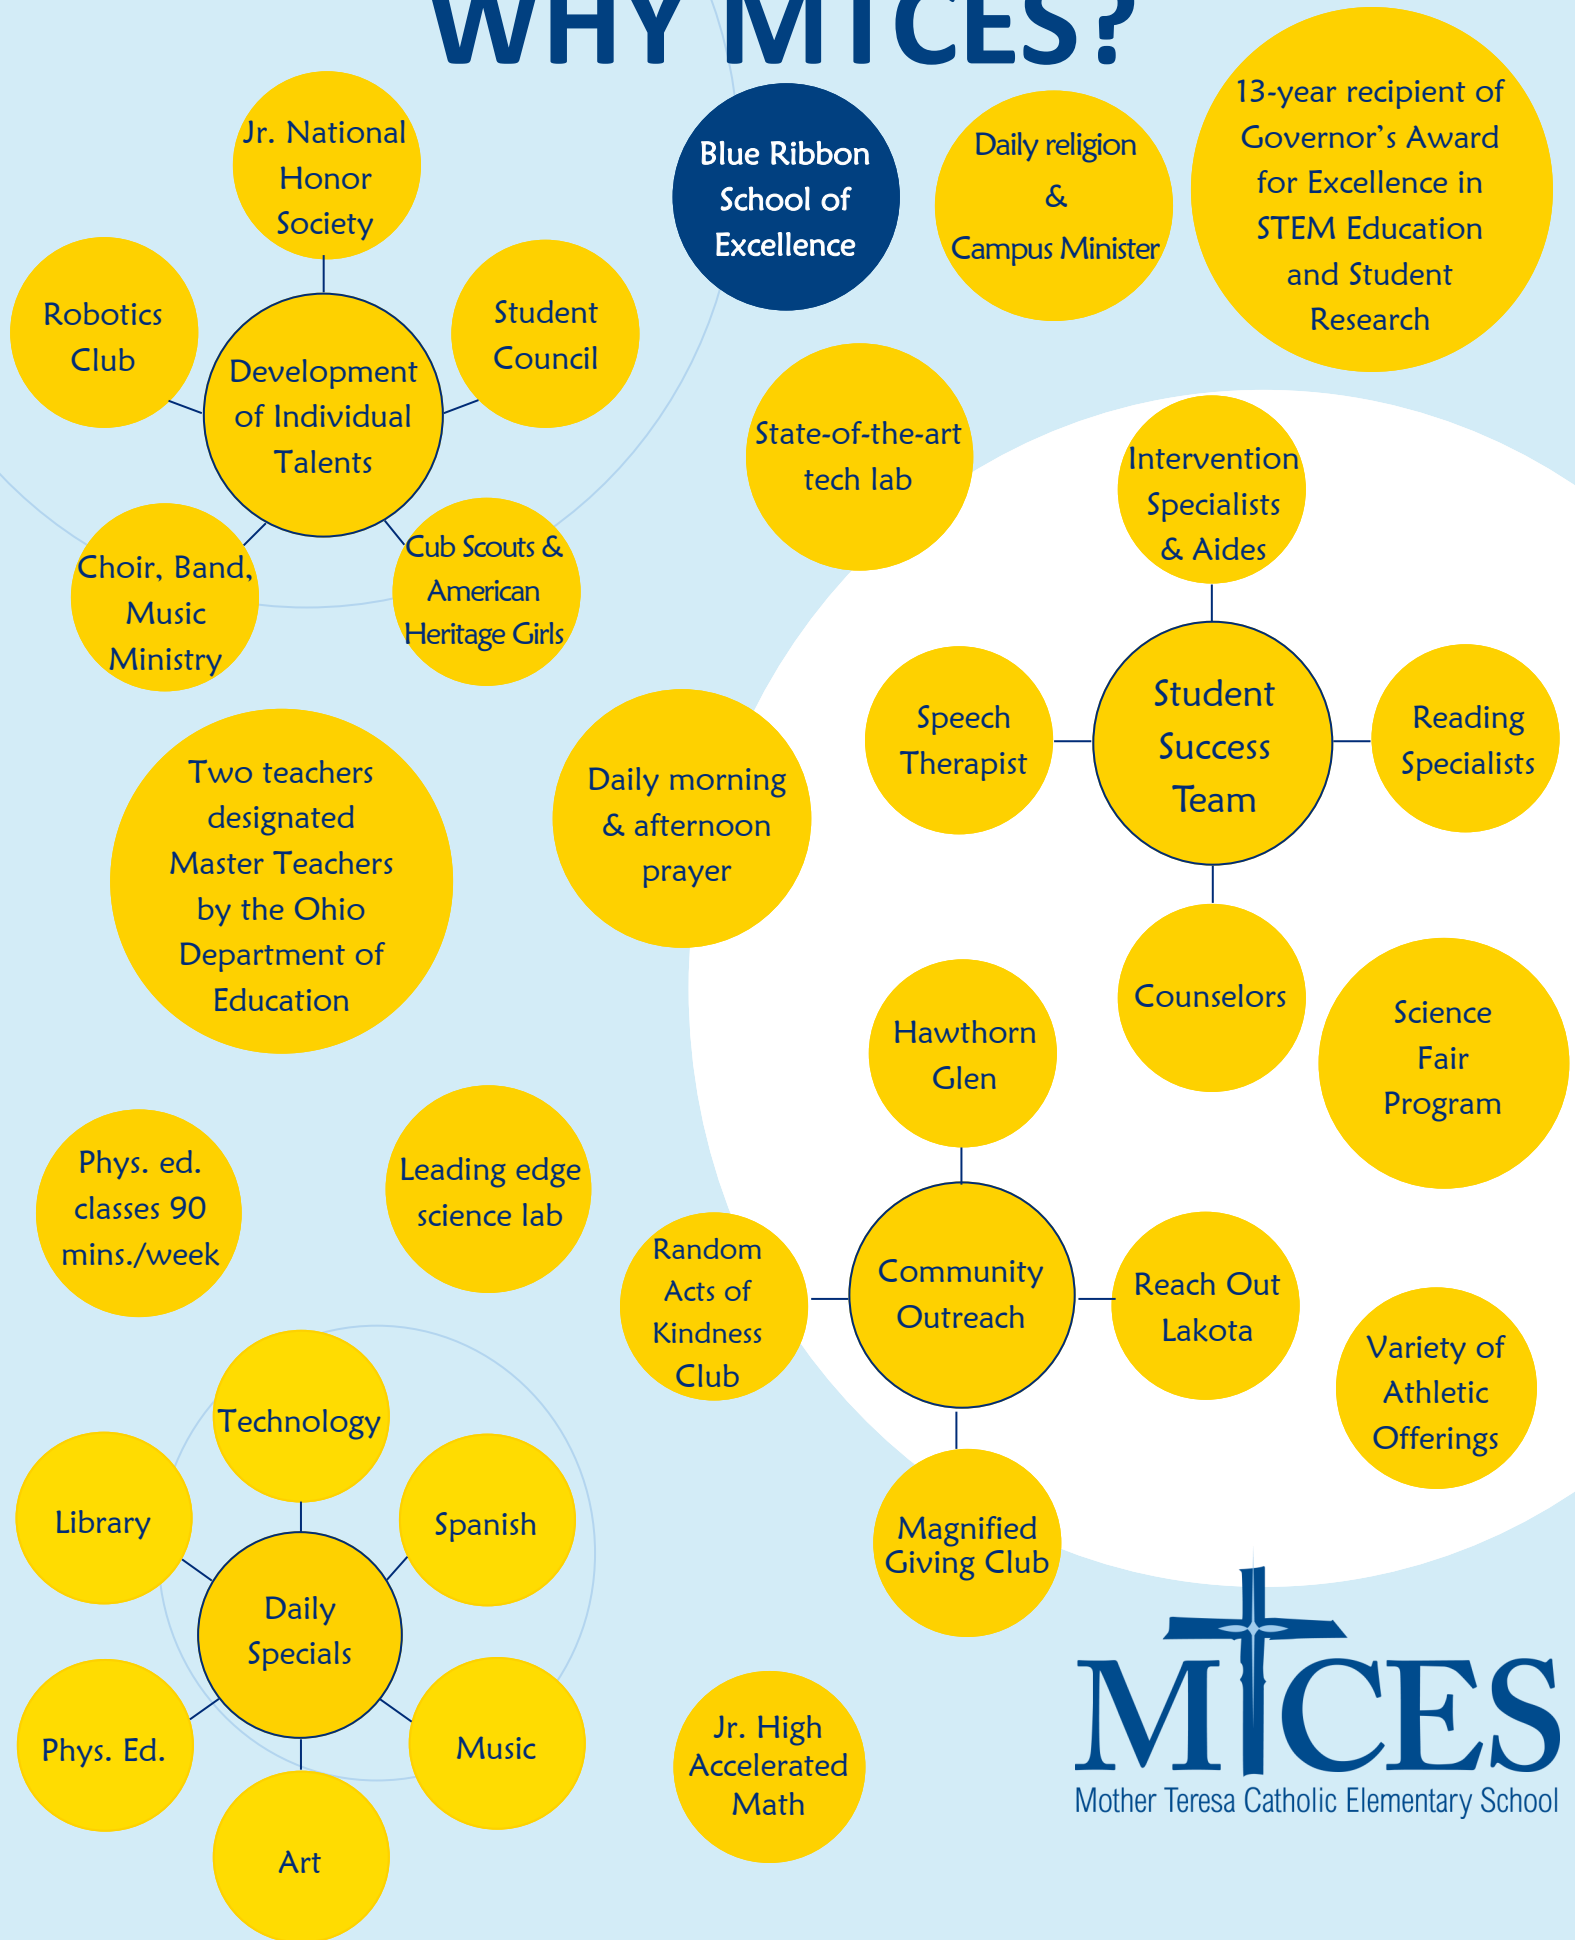 WHY MTCES?
Jr. National
Honor
Society
Robotics
Club
Student
Council
Development
of Individual
Talents
Choir, Band,
Music
Ministry
Cub Scouts &
American
Heritage Girls
Blue Ribbon
School of
Excellence
Daily religion
&
Campus Minister
13-year recipient of
Governor's Award
for Excellence in
STEM Education
and Student
Research
State-of-the-art
tech lab
Intervention
Specialists
& Aides
Speech
Therapist
Student
Success
Team
Reading
Specialists
Counselors
Two teachers
designated
Master Teachers
by the Ohio
Department of
Education
Daily morning
& afternoon
prayer
Science
Fair
Program
Hawthorn
Glen
Phys. ed.
classes 90
mins./week
Leading edge
science lab
Random
Acts of
Kindness
Club
Community
Outreach
Reach Out
Lakota
Variety of
Athletic
Offerings
Magnified
Giving Club
Technology
Library
Spanish
Daily
Specials
Phys. Ed.
Music
Art
Jr. High
Accelerated
Math
MTCES
Mother Teresa Catholic Elementary School